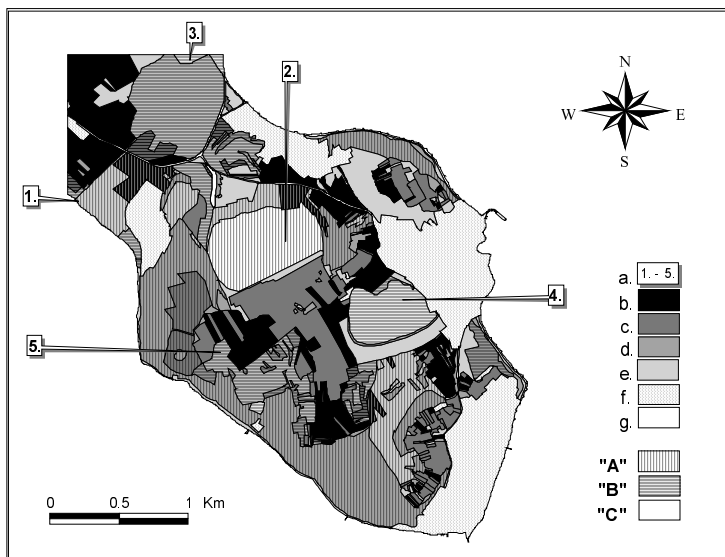 3.
2.
N
W E
S
1.
4.
5.
a. 1. - 5.
b.
c.
d.
e.
f.
g.
"A"
"B"
"C"
0 0.5 1 Km